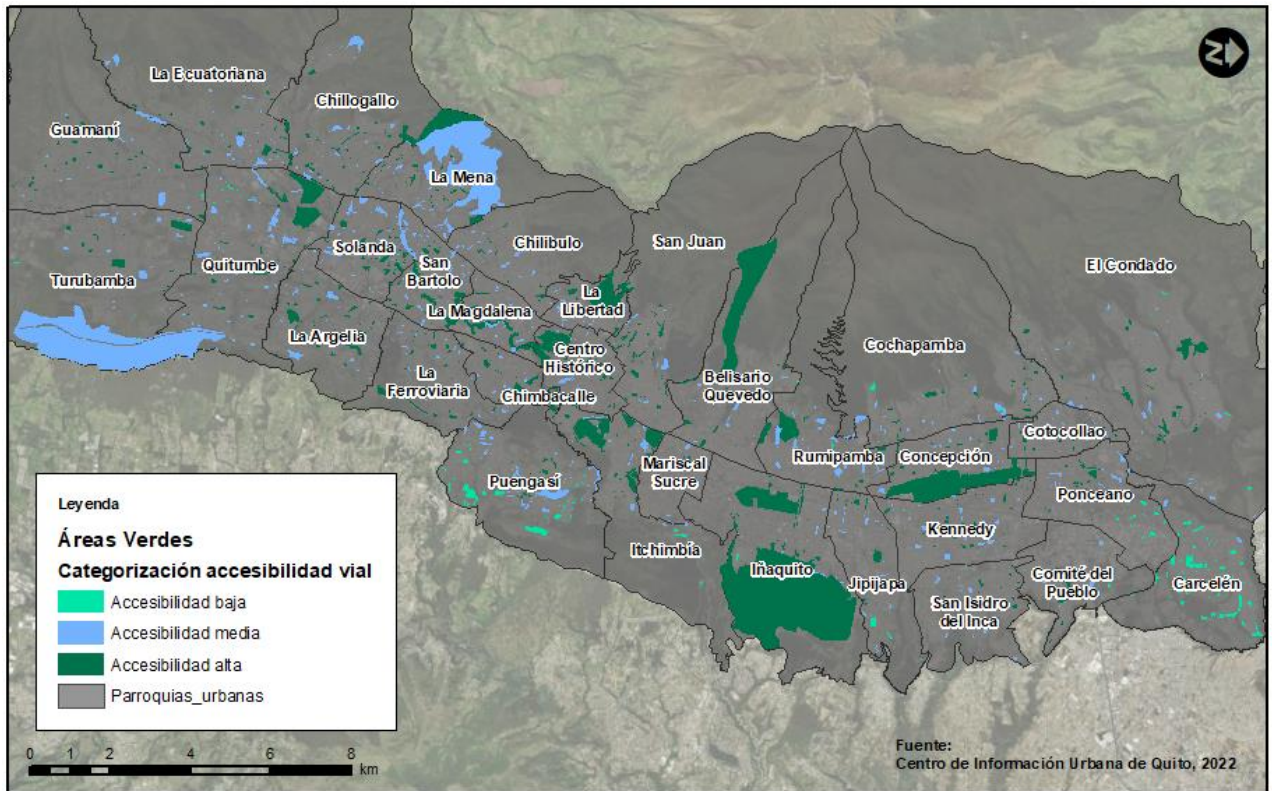 La Ecuatoriana
Chillogallo
Guamaní
La Mena
Chilibulo
San Juan
El Condado
Solanda
San
Bartolo
Quitumbe
Turubamba
La
Libertad
La Magdalena
La Argelia
Centro
Histórico
Cochapamba
La
Ferroviaria
Chimbacalle
Belisario
Quevedo
Cotocollao
Rumipamba
Concepción
Mariscal
Sucre
Puengasí
Ponceano
Kennedy
Itchimbía
Iñaquito
Jipijapa
Comité del
Pueblo
Carcelén
San Isidro
del Inca
N
Leyenda
Áreas Verdes
Categorización accesibilidad vial
Accesibilidad baja
Accesibilidad media
Accesibilidad alta
Parroquias_urbanas
0 1 2 4 6 8
km
Fuente:
Centro de Información Urbana de Quito, 2022